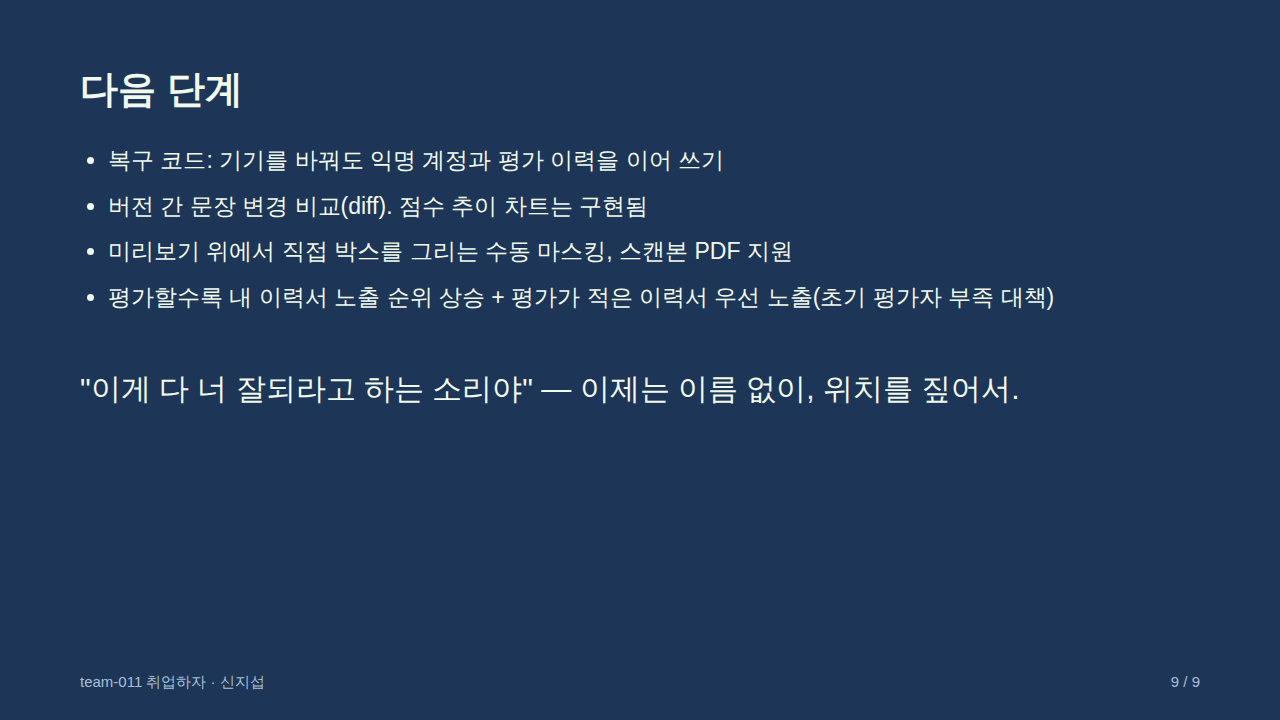 다음 단계
• 복구 코드: 기기를 바꿔도 익명 계정과 평가 이력을 이어 쓰기
• 버전 간 문장 변경 비교(diff). 점수 추이 차트는 구현됨
• 미리보기 위에서 직접 박스를 그리는 수동 마스킹, 스캔본 PDF 지원
• 평가할수록 내 이력서 노출 순위 상승 + 평가가 적은 이력서 우선 노출(초기 평가자 부족 대책)
"이게 다 너 잘되라고 하는 소리야" — 이제는 이름 없이, 위치를 짚어서.
team-011 취업하자 · 신지섭
9 / 9